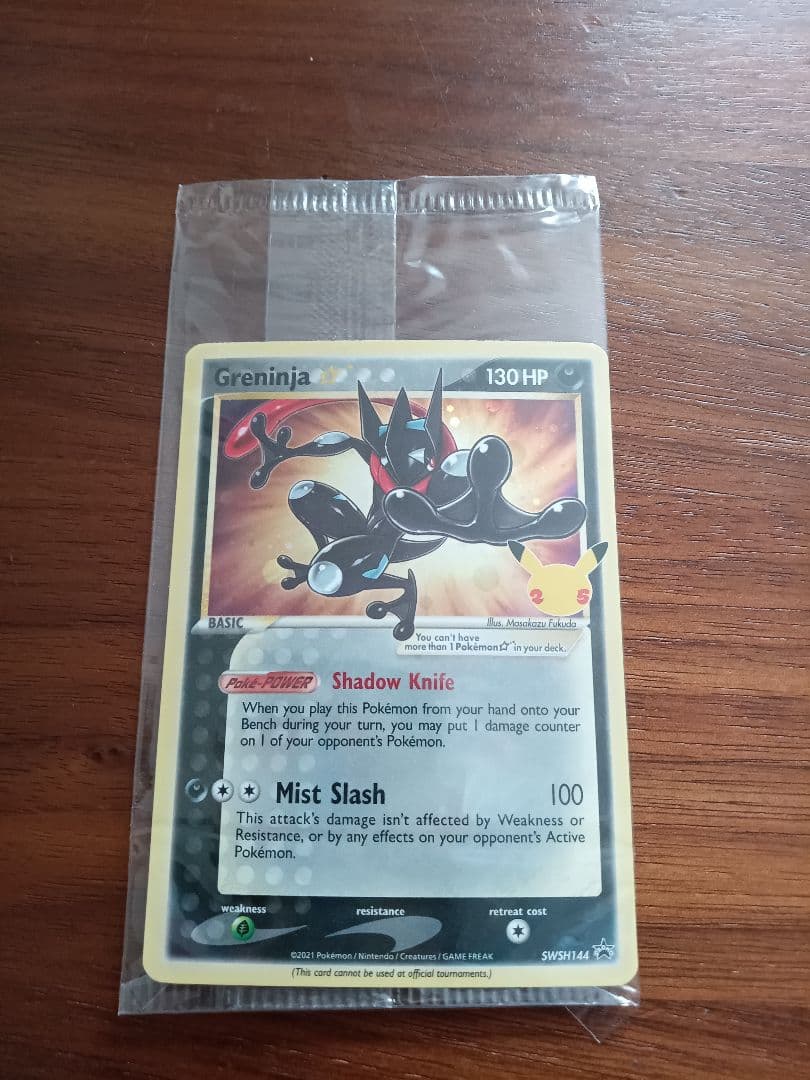 Greninja ☆ 130 HP
2 5
BASIC
Illus. Masakazu Fukuda
You can't have
more than 1 Pokémon☆ in your deck.
Poké-POWER Shadow Knife
When you play this Pokémon from your hand onto your
Bench during your turn, you may put 1 damage counter
on 1 of your opponent's Pokémon.
Mist Slash 100
This attack's damage isn't affected by Weakness or
Resistance, or by any effects on your opponent's Active
Pokémon.
weakness resistance retreat cost
©2021 Pokémon / Nintendo / Creatures / GAME FREAK SWSH144
(This card cannot be used at official tournaments.)